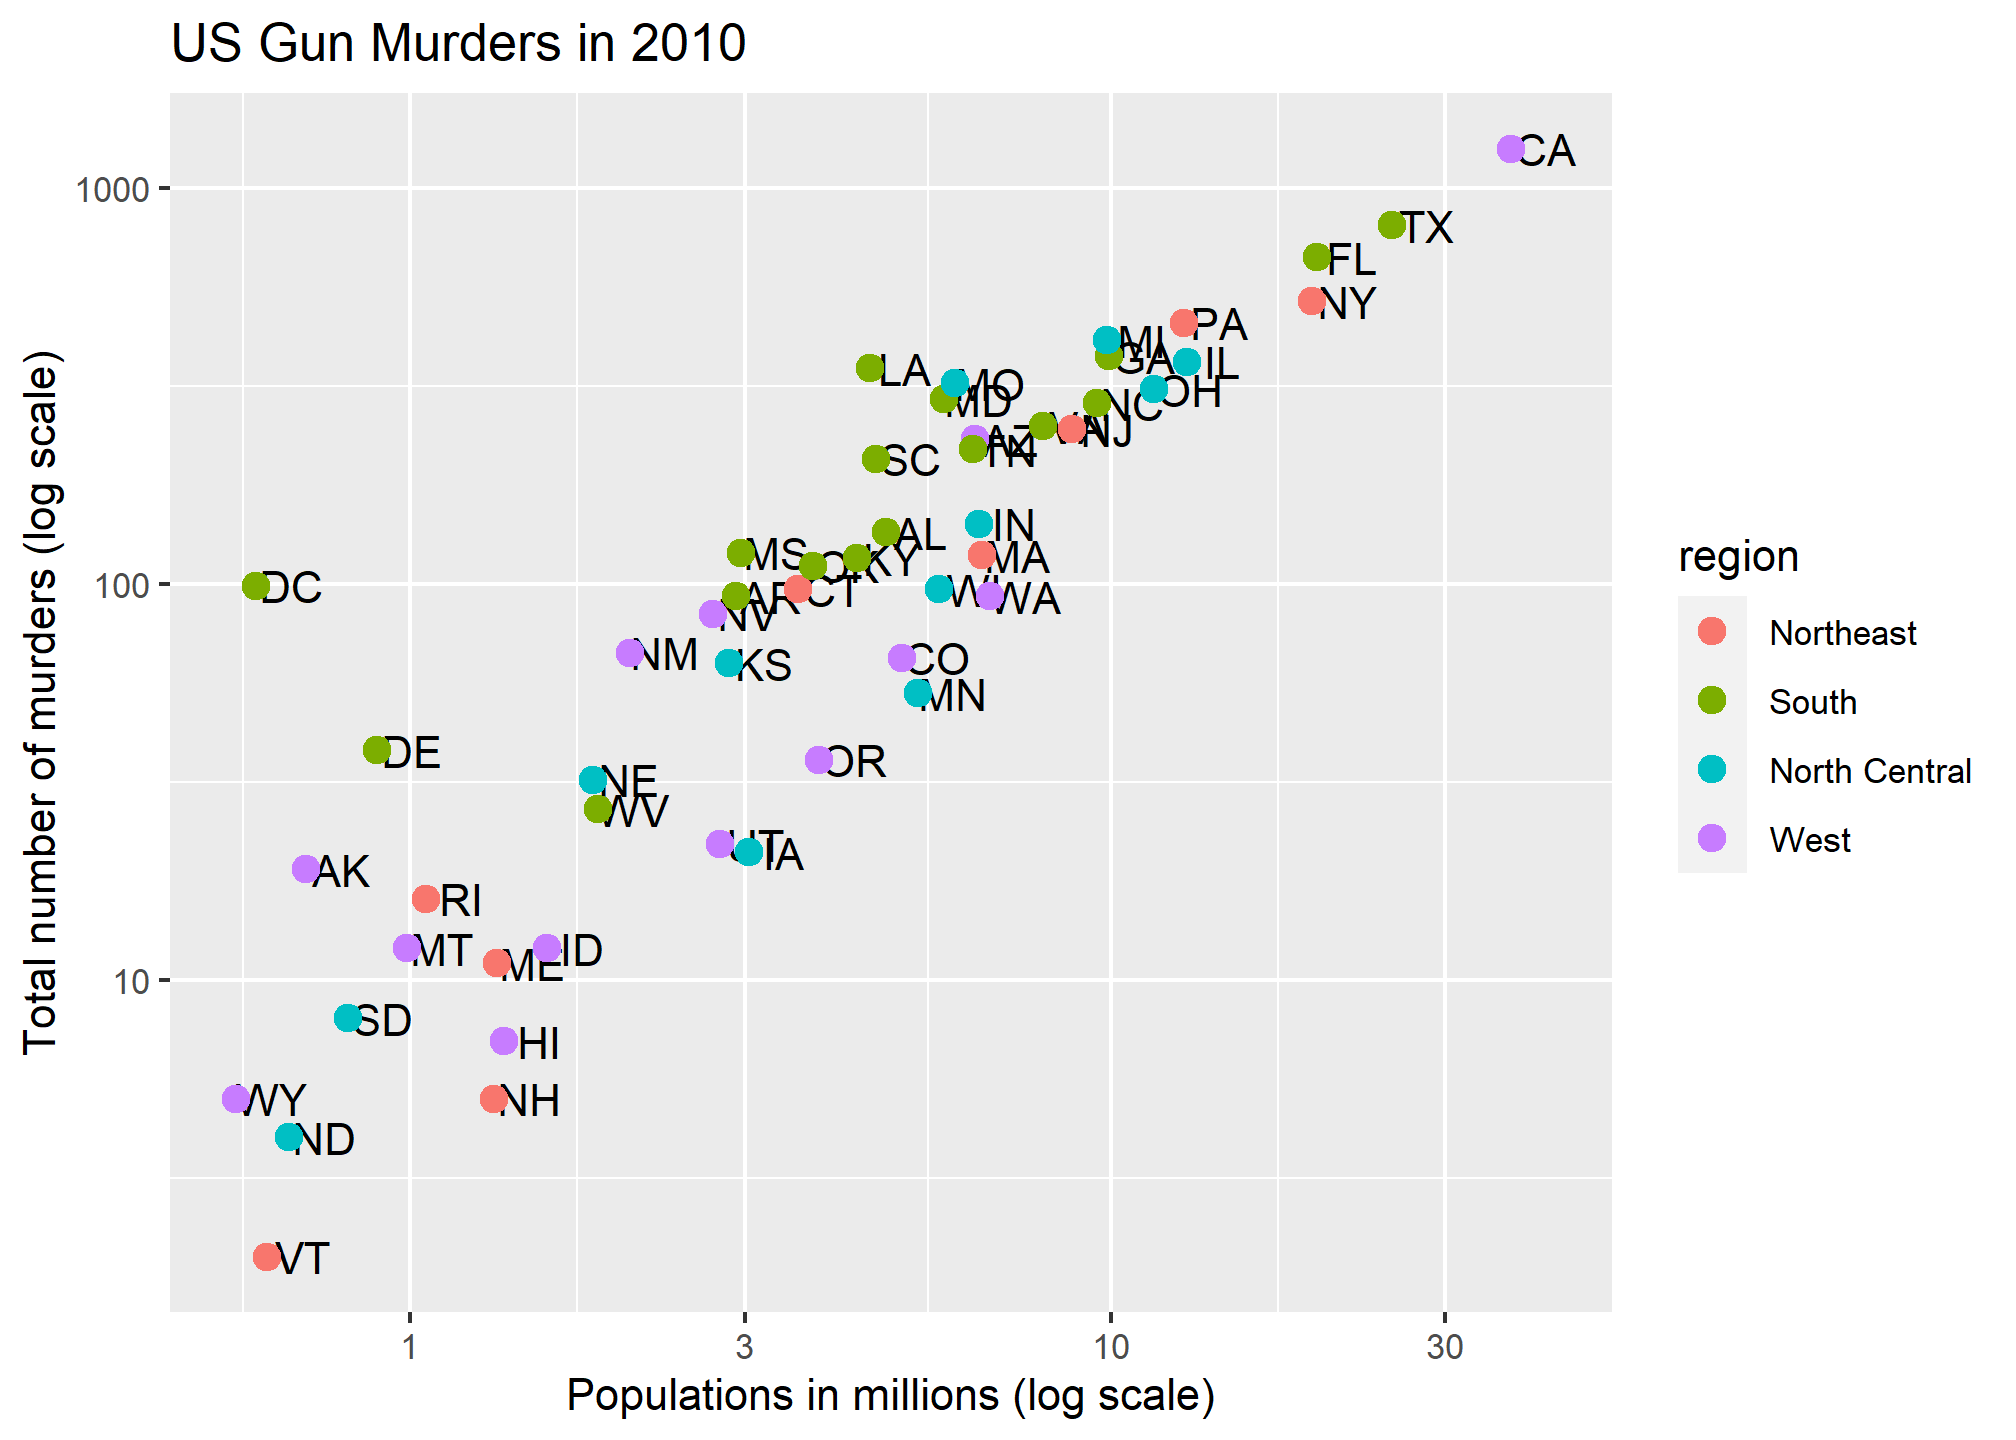 US Gun Murders in 2010
Total number of murders (log scale)
1000
100
10
CA
TX
FL
NY
PA
MI
GA
IL
LA
MO
OH
MD
NC
VA
NJ
AZ
TN
SC
IN
AL
MS
MA
KY
OK
DC
AR
CT
WI
WA
NV
NM
CO
KS
MN
DE
OR
NE
WV
UT
IA
AK
RI
MT
ID
ME
SD
HI
WY
NH
ND
VT
region
Northeast
South
North Central
West
1
3
10
30
Populations in millions (log scale)